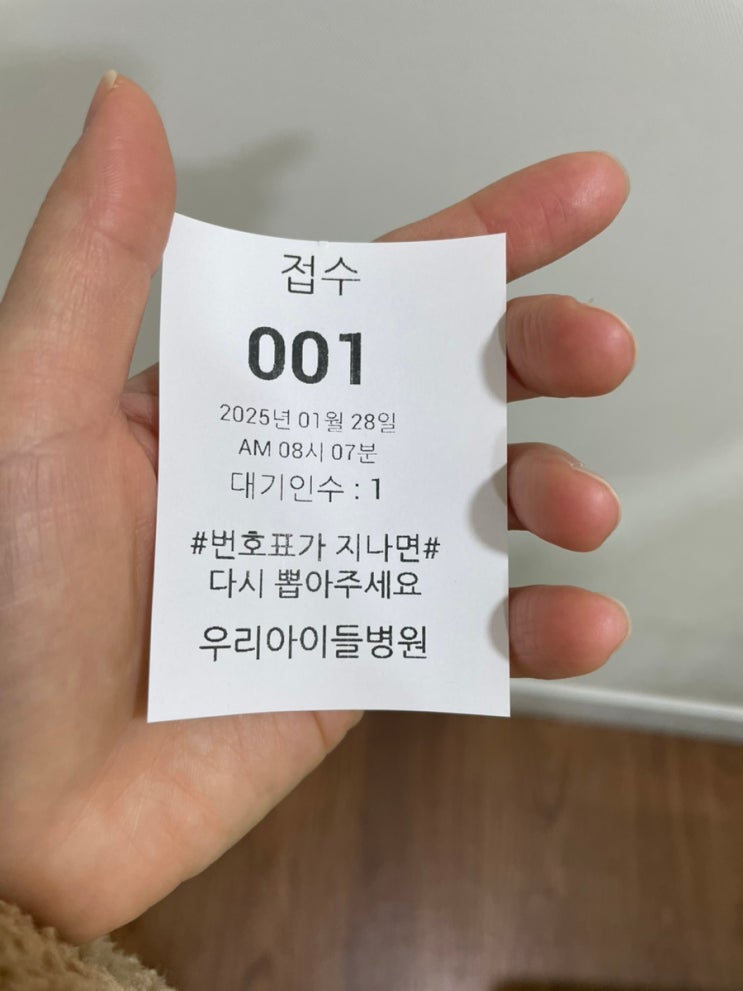 접수
001
2025년 01월 28일
AM 08시 07분
대기인수 : 1
#번호표가 지나면#
다시 뽑아주세요
우리아이들병원